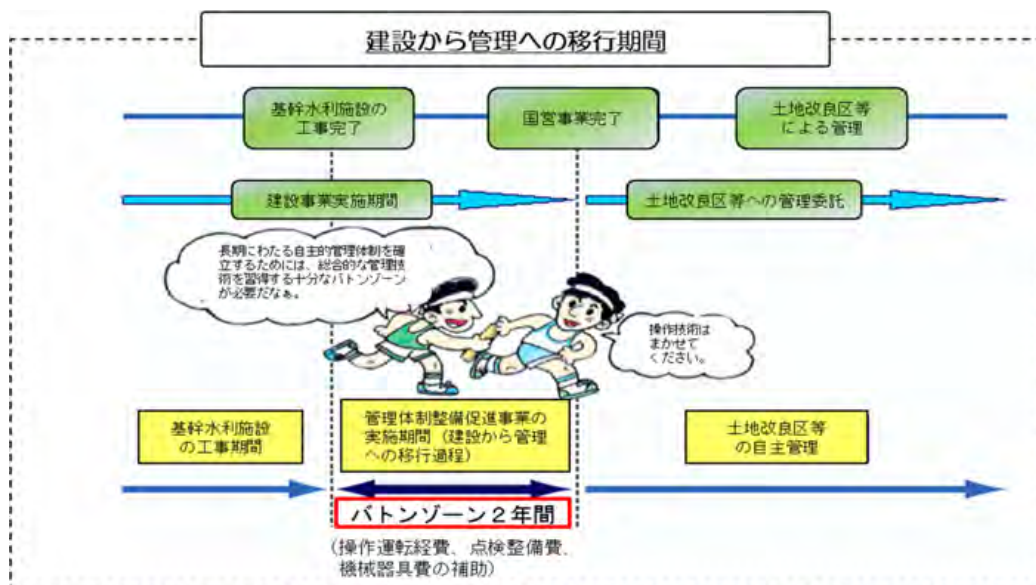 建設から管理への移行期間
基幹水利施設の
工事完了
国営事業完了
土地改良区等
による管理
建設事業実施期間
土地改良区等への管理委託
長期にわたる自主的管理体制を確
立するためには、総合的な管理技
術を習得する十分なバトンゾーン
が必要だなぁ。
操作技術は
まかせて
ください。
基幹水利施設
の工事期間
管理体制整備促進事業の
実施期間（建設から管理
への移行過程）
土地改良区等
の自主管理
バトンゾーン２年間
（操作運転経費、点検整備費、
機械器具費の補助）